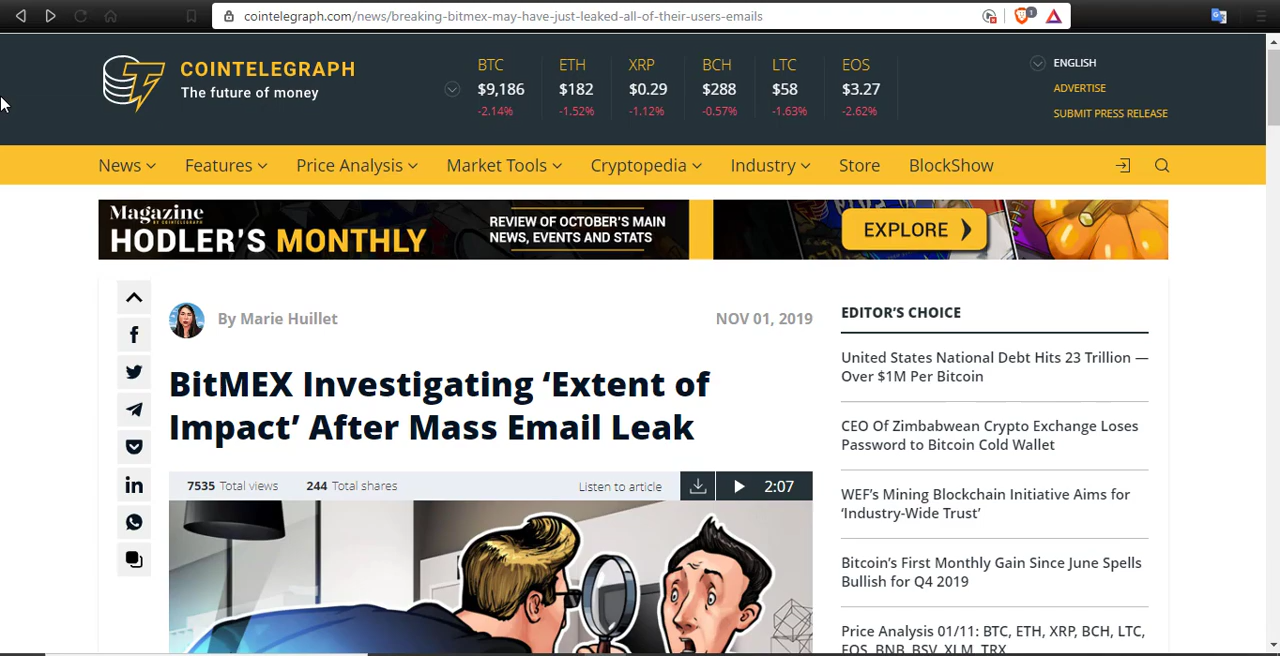 cointelegraph.com/news/breaking-bitmex-may-have-just-leaked-all-of-their-users-emails
1
COINTELEGRAPH
The future of money
BTC ETH XRP BCH LTC EOS
$9,186 $182 $0.29 $288 $58 $3.27
-2.14% -1.52% -1.12% -0.57% -1.63% -2.62%
ENGLISH
ADVERTISE
SUBMIT PRESS RELEASE
News Features Price Analysis Market Tools Cryptopedia Industry Store BlockShow
Magazine
BY COINTELEGRAPH
HODLER'S MONTHLY
REVIEW OF OCTOBER'S MAIN
NEWS, EVENTS AND STATS
EXPLORE
By Marie Huillet
NOV 01, 2019
BitMEX Investigating ‘Extent of
Impact’ After Mass Email Leak
7535 Total views 244 Total shares Listen to article 2:07
EDITOR’S CHOICE
United States National Debt Hits 23 Trillion —
Over $1M Per Bitcoin
CEO Of Zimbabwean Crypto Exchange Loses
Password to Bitcoin Cold Wallet
WEF’s Mining Blockchain Initiative Aims for
‘Industry-Wide Trust’
Bitcoin’s First Monthly Gain Since June Spells
Bullish for Q4 2019
Price Analysis 01/11: BTC, ETH, XRP, BCH, LTC,
EOS, BNB, BSV, XLM, TRX